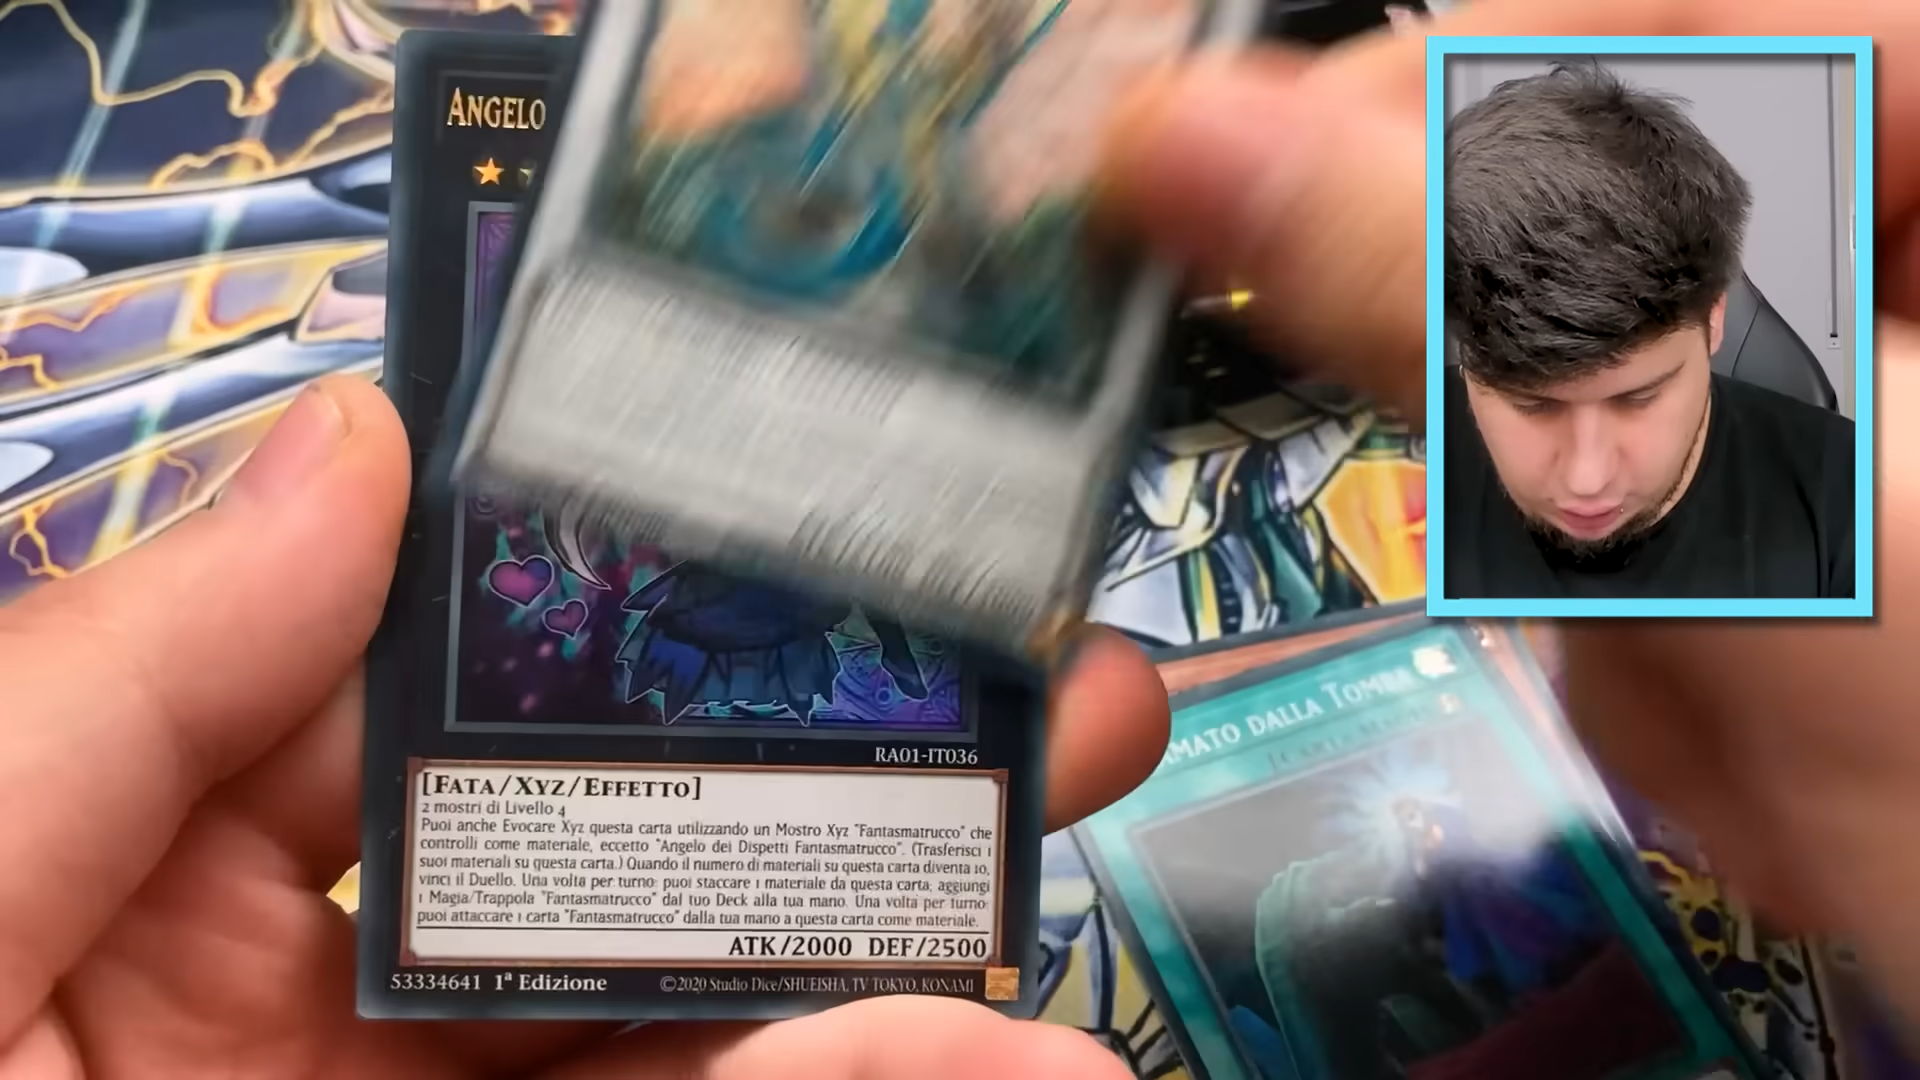 ANGELO
RA01-IT036
[FATA/XYZ/EFFETTO]
2 mostri di Livello 4
Puoi anche Evocare Xyz questa carta utilizzando un Mostro Xyz "Fantasmatrucco" che
controlli come materiale, eccetto "Angelo dei Dispetti Fantasmatrucco". (Trasferisci i
suoi materiali su questa carta.) Quando il numero di materiali su questa carta diventa 10,
vinci il Duello. Una volta per turno: puoi staccare 1 materiale da questa carta; aggiungi
1 Magia/Trappola "Fantasmatrucco" dal tuo Deck alla tua mano. Una volta per turno:
puoi attaccare 1 carta "Fantasmatrucco" dalla tua mano a questa carta come materiale.
ATK/2000 DEF/2500
53334641 1ª Edizione
©2020 Studio Dice/SHUEISHA, TV TOKYO, KONAMI
AMATO DALLA TOMBA